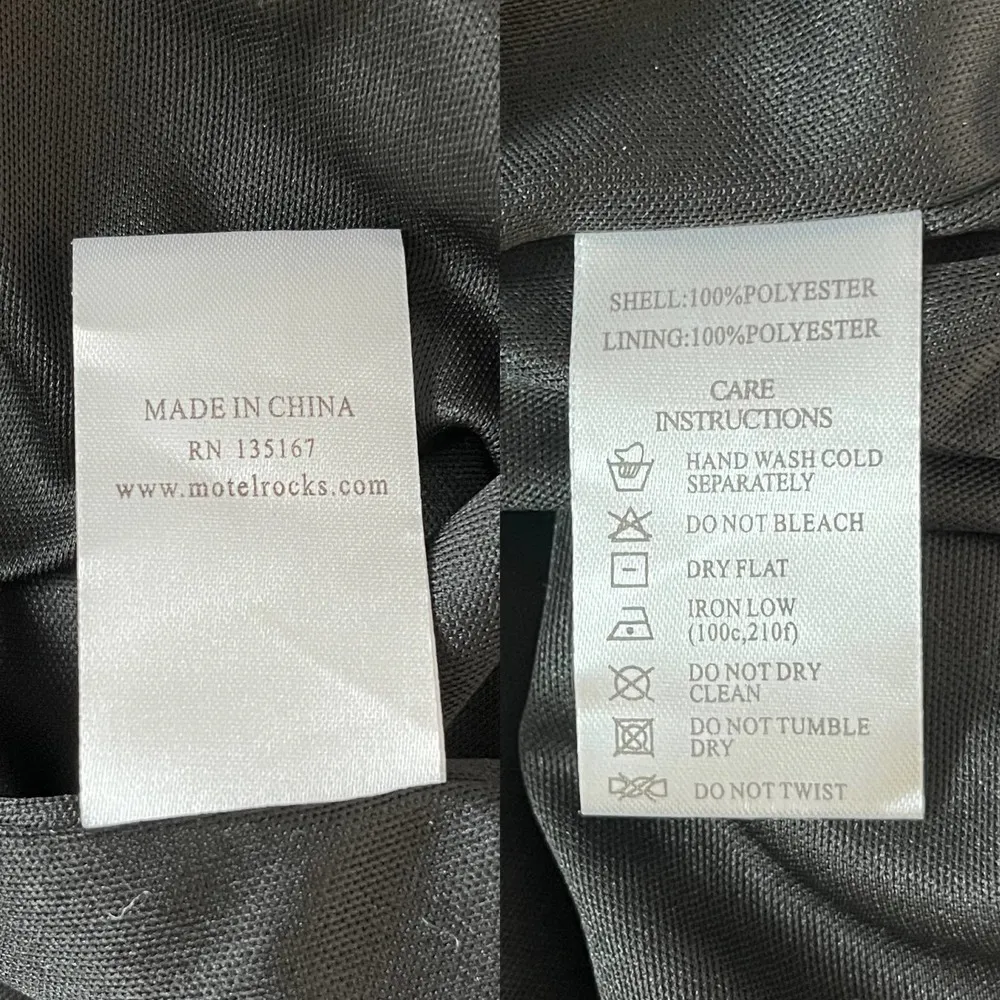 MADE IN CHINA
RN 135167
www.motelrocks.com
SHELL:100%POLYESTER
LINING:100%POLYESTER
CARE
INSTRUCTIONS
HAND WASH COLD
SEPARATELY
DO NOT BLEACH
DRY FLAT
IRON LOW
(100c,210f)
DO NOT DRY
CLEAN
DO NOT TUMBLE
DRY
DO NOT TWIST